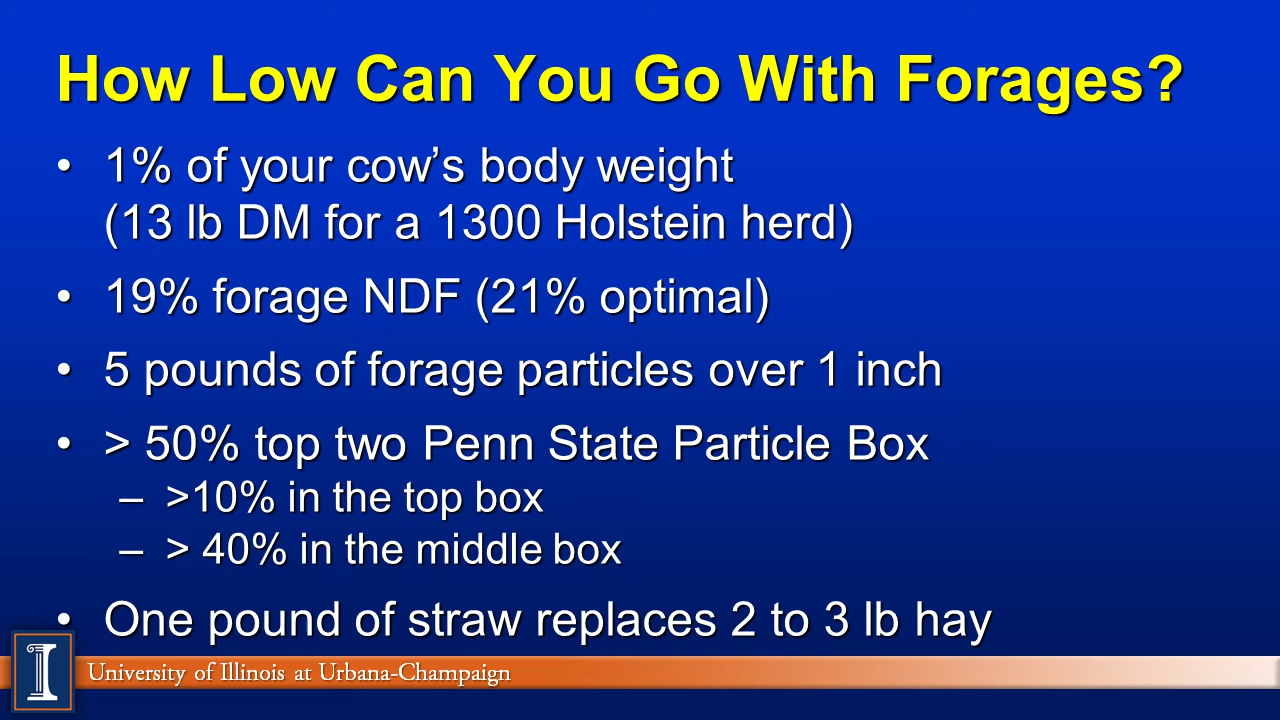 How Low Can You Go With Forages?
• 1% of your cow’s body weight
(13 lb DM for a 1300 Holstein herd)
• 19% forage NDF (21% optimal)
• 5 pounds of forage particles over 1 inch
• > 50% top two Penn State Particle Box
– >10% in the top box
– > 40% in the middle box
• One pound of straw replaces 2 to 3 lb hay
I University of Illinois at Urbana-Champaign